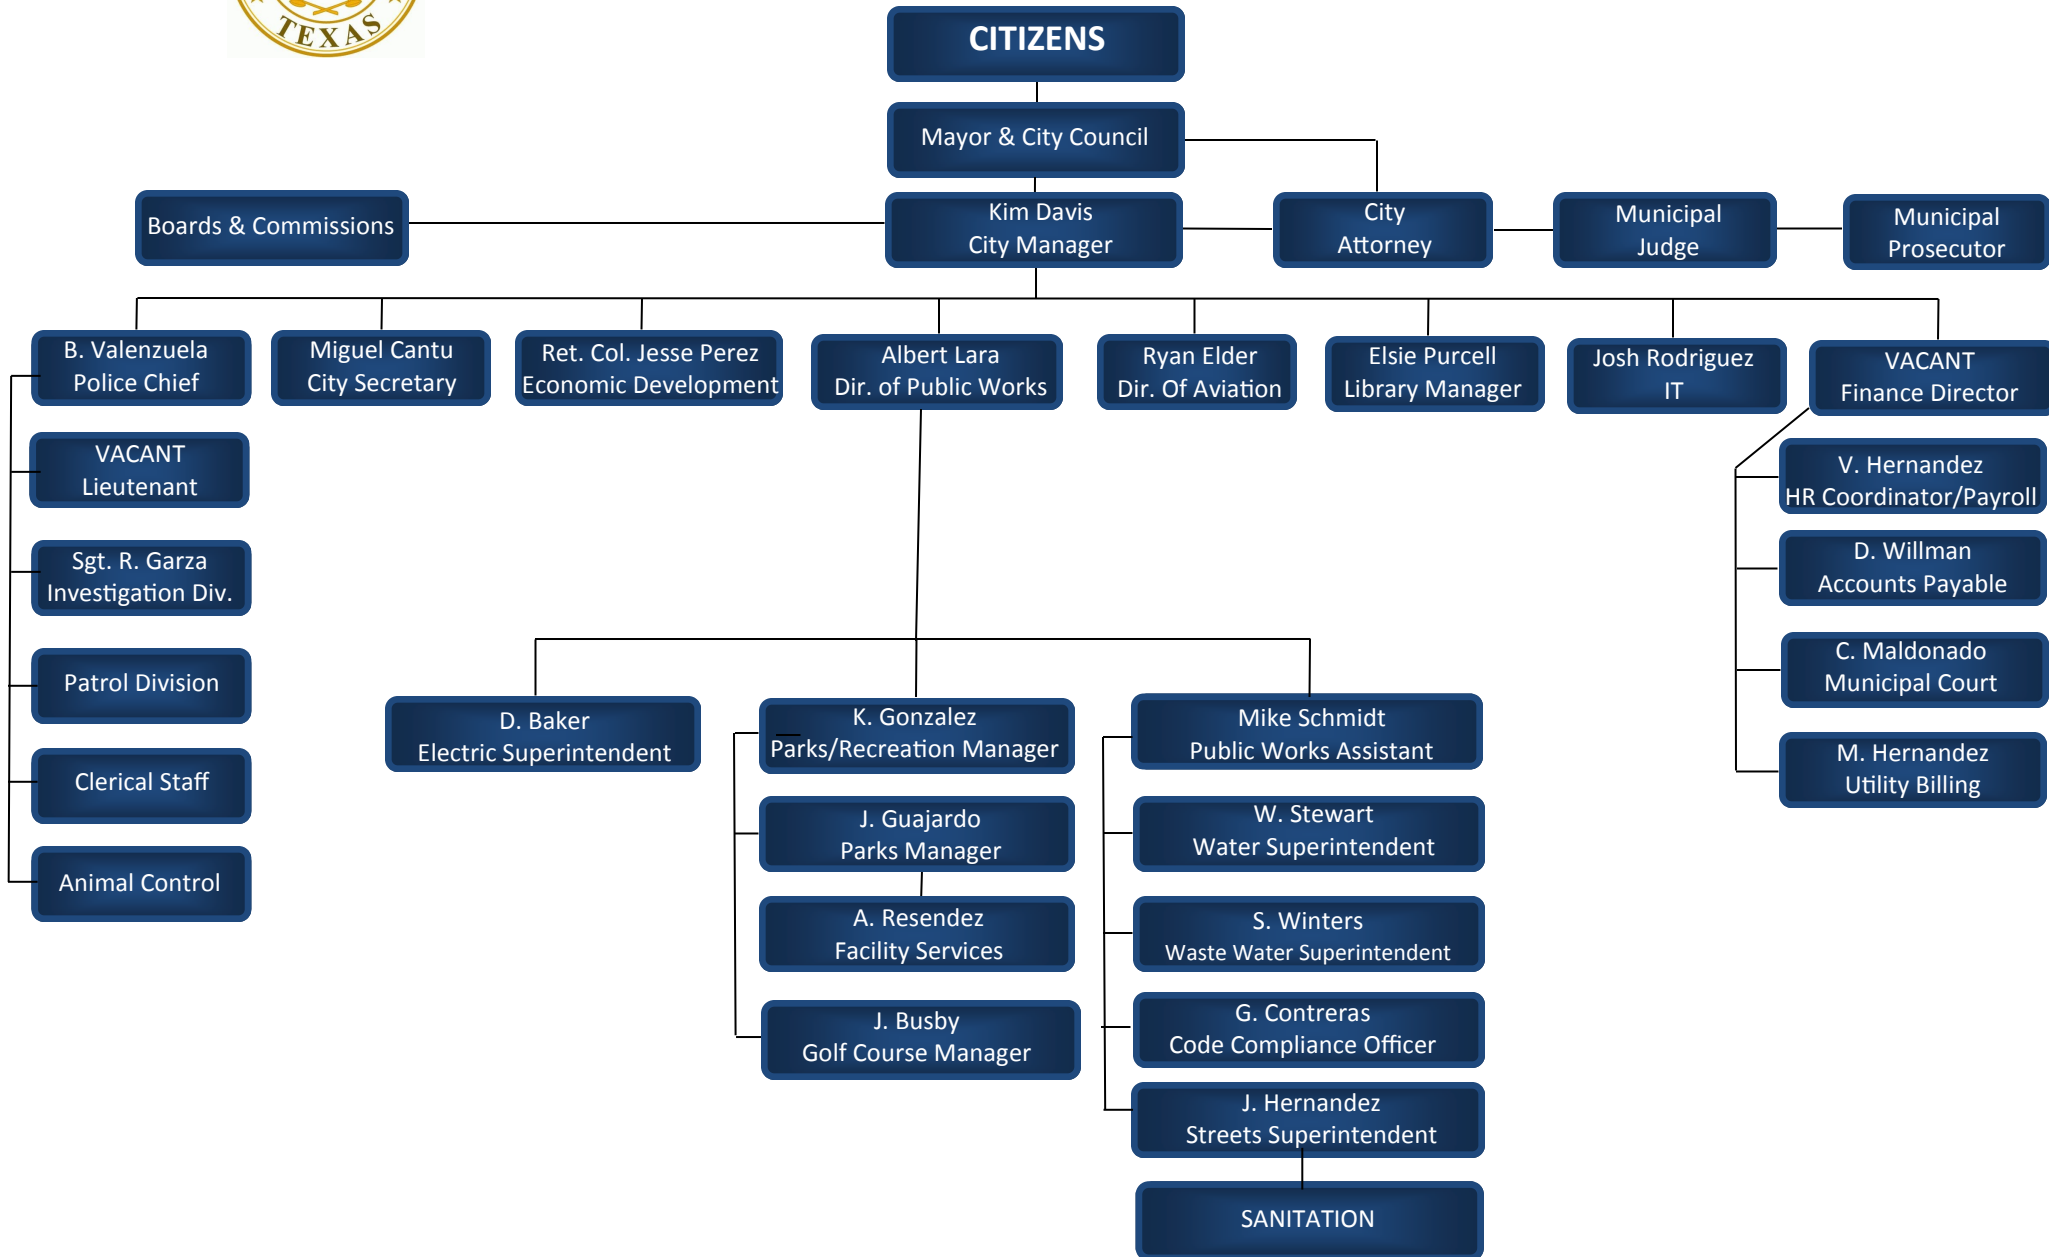 TEXAS
CITIZENS
Mayor & City Council
Boards & Commissions
Kim Davis
City Manager
City
Attorney
Municipal
Judge
Municipal
Prosecutor
B. Valenzuela
Police Chief
Miguel Cantu
City Secretary
Ret. Col. Jesse Perez
Economic Development
Albert Lara
Dir. of Public Works
Ryan Elder
Dir. Of Aviation
Elsie Purcell
Library Manager
Josh Rodriguez
IT
VACANT
Finance Director
VACANT
Lieutenant
Sgt. R. Garza
Investigation Div.
Patrol Division
Clerical Staff
Animal Control
D. Baker
Electric Superintendent
K. Gonzalez
Parks/Recreation Manager
J. Guajardo
Parks Manager
A. Resendez
Facility Services
J. Busby
Golf Course Manager
Mike Schmidt
Public Works Assistant
W. Stewart
Water Superintendent
S. Winters
Waste Water Superintendent
G. Contreras
Code Compliance Officer
J. Hernandez
Streets Superintendent
SANITATION
V. Hernandez
HR Coordinator/Payroll
D. Willman
Accounts Payable
C. Maldonado
Municipal Court
M. Hernandez
Utility Billing